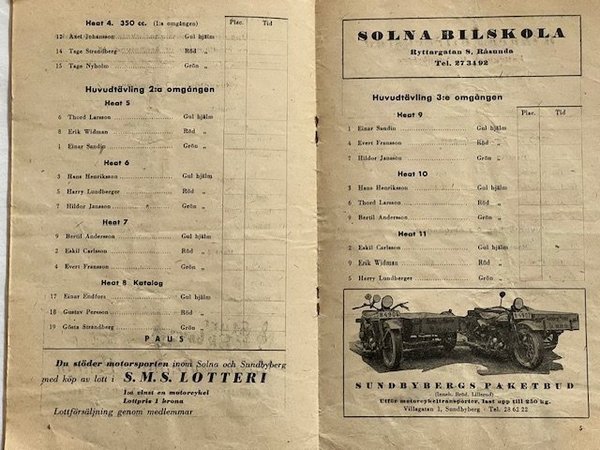 Heat 4. 350 cc. (1:a omgången)
Plac. Tid
12 Axel Johansson Gul hjälm
14 Tage Strandberg Röd „
15 Tage Nyholm Grön „
Huvudtävling 2:a omgången
Heat 5
6 Thord Larsson Gul hjälm
8 Erik Widman Röd „
1 Einar Sandin Grön „
Heat 6
3 Hans Henriksson Gul hjälm
5 Harry Lundberger Röd „
7 Hildor Jansson Grön „
Heat 7
9 Bertil Andersson Gul hjälm
2 Eskil Carlsson Röd „
4 Evert Fransson Grön „
Heat 8 Katalog
17 Einar Endfors Gul hjälm
18 Gustav Persson Röd „
19 Gösta Strandberg Grön „
PAUS
Du stöder motorsporten inom Solna och Sundbyberg
med köp av lott i S.M.S. LOTTERI
1:a vinst en motorcykel
Lottpris 1 krona
Lottförsäljning genom medlemmar
4
SOLNA BILSKOLA
Ryttargatan 8, Råsunda
Tel. 27 34 92
Huvudtävling 3:e omgången
Plac. Tid
Heat 9
1 Einar Sandin Gul hjälm
4 Evert Fransson Röd „
7 Hildor Jansson Grön „
Heat 10
3 Hans Henriksson Gul hjälm
6 Thord Larsson Röd „
9 Bertil Andersson Grön „
Heat 11
2 Eskil Carlsson Gul hjälm
Erik Widman Röd „
5 Harry Lundberger Grön „
SUNDBYBERGS PAKETBUD
(Inneh. Bröd. Lillsrud)
Utför motorcykeltransporter, last upp till 250 kg.
Villagatan 1, Sundbyberg - Tel. 28 62 22
5